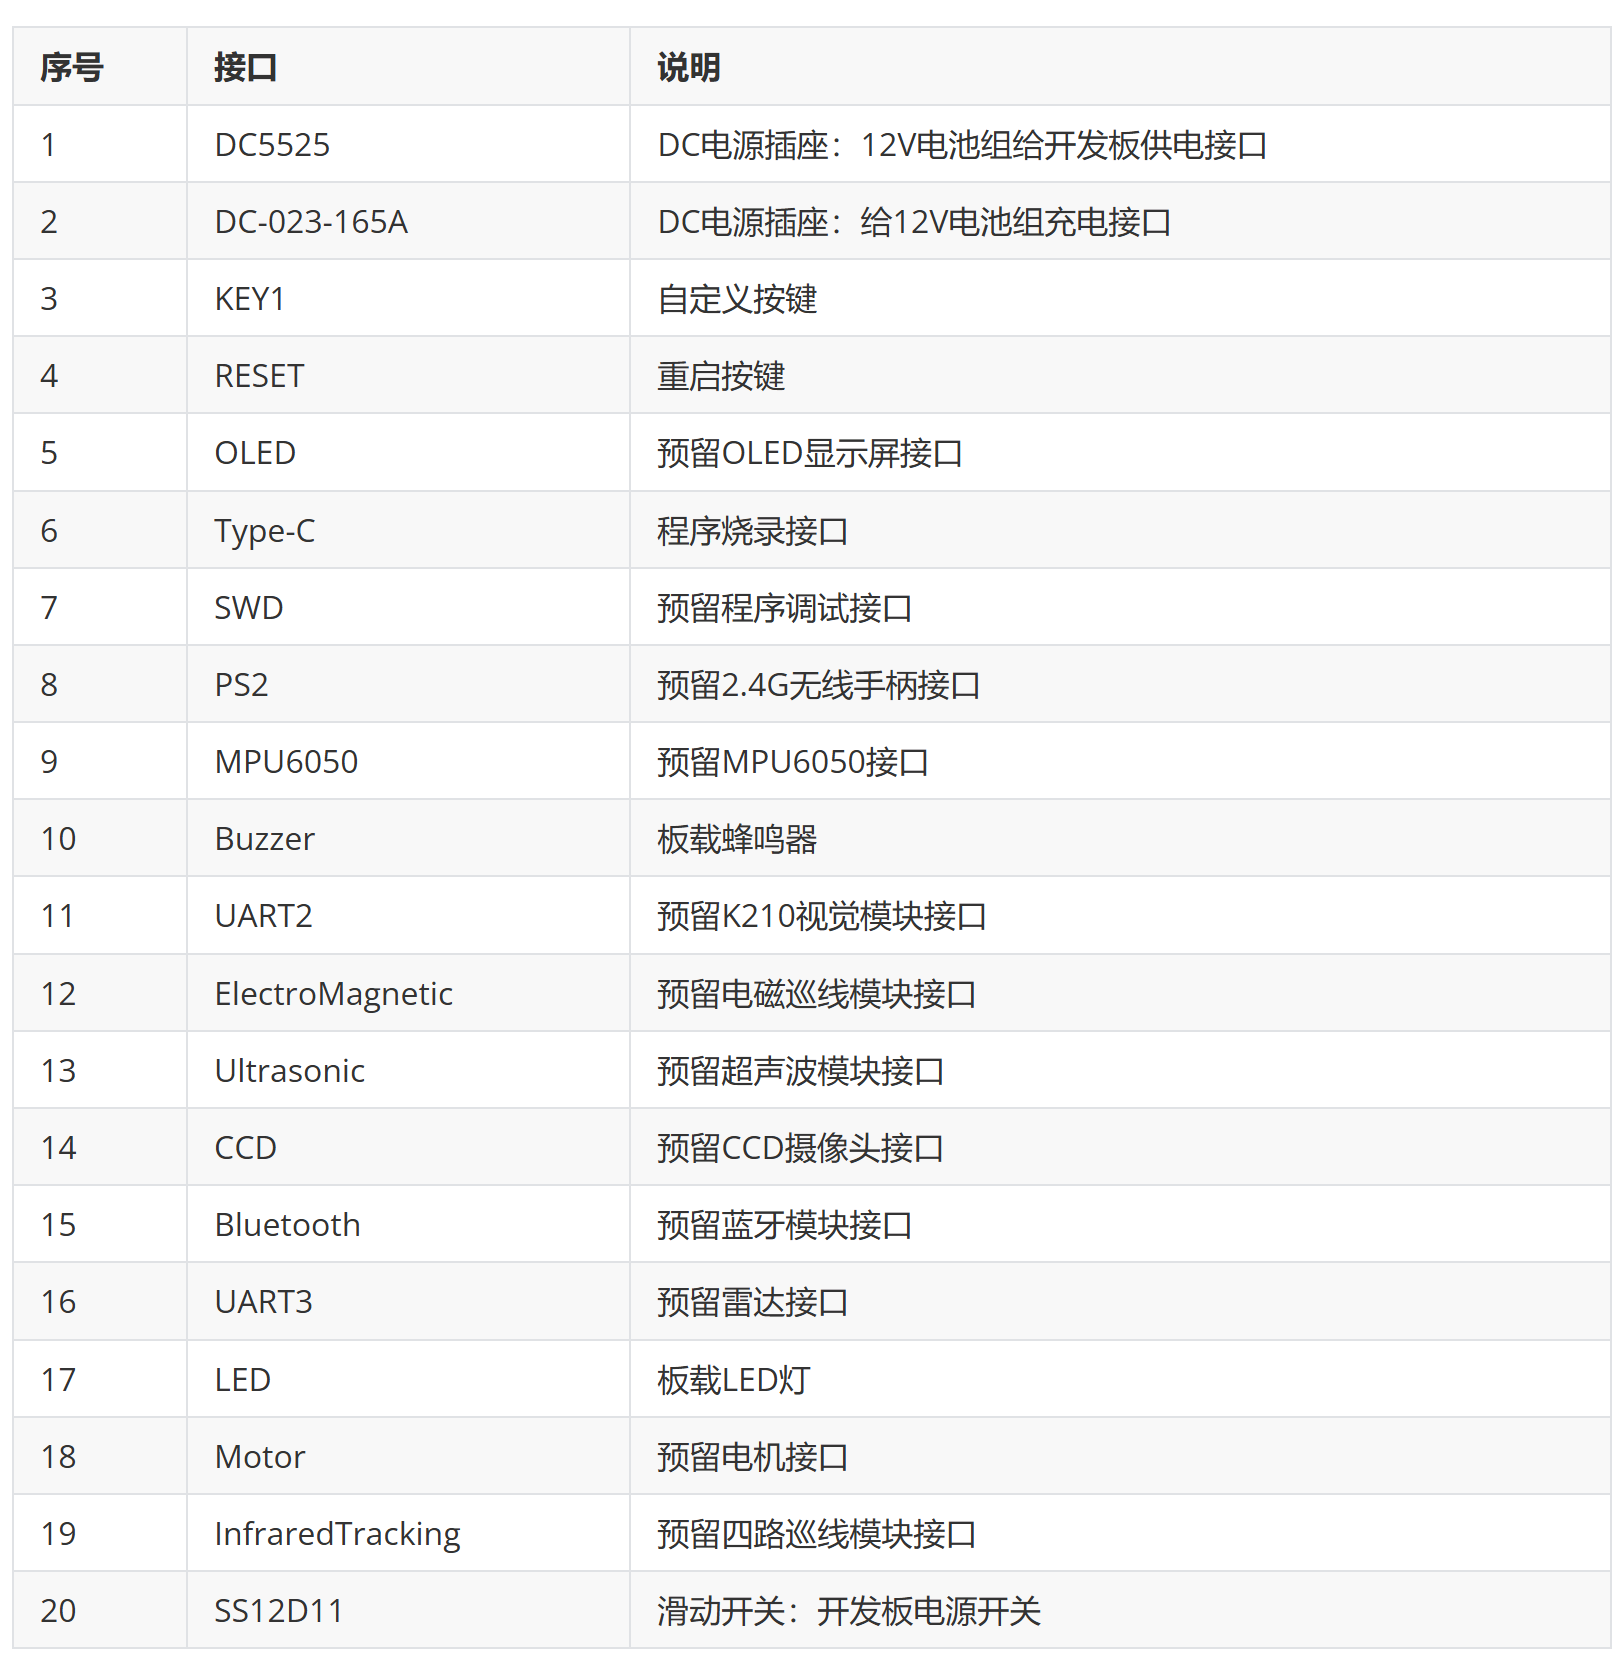 序号 接口 说明
1 DC5525 DC电源插座：12V电池组给开发板供电接口
2 DC-023-165A DC电源插座：给12V电池组充电接口
3 KEY1 自定义按键
4 RESET 重启按键
5 OLED 预留OLED显示屏接口
6 Type-C 程序烧录接口
7 SWD 预留程序调试接口
8 PS2 预留2.4G无线手柄接口
9 MPU6050 预留MPU6050接口
10 Buzzer 板载蜂鸣器
11 UART2 预留K210视觉模块接口
12 ElectroMagnetic 预留电磁巡线模块接口
13 Ultrasonic 预留超声波模块接口
14 CCD 预留CCD摄像头接口
15 Bluetooth 预留蓝牙模块接口
16 UART3 预留雷达接口
17 LED 板载LED灯
18 Motor 预留电机接口
19 InfraredTracking 预留四路巡线模块接口
20 SS12D11 滑动开关：开发板电源开关